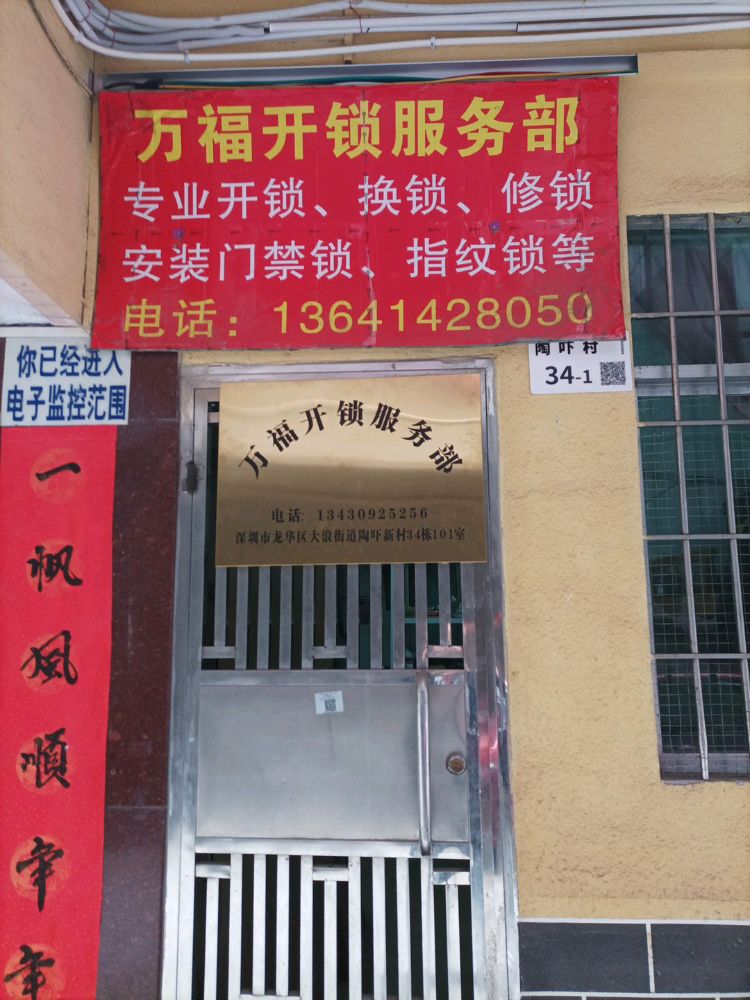 万福开锁服务部
专业开锁、换锁、修锁
安装门禁锁、指纹锁等
电话：13641428050
你已经进入
电子监控范围
陶吓村
34-1
万福开锁服务部
电话: 13430925256
深圳市龙华区大浪街道陶吓新村34栋101室
一帆風順年年